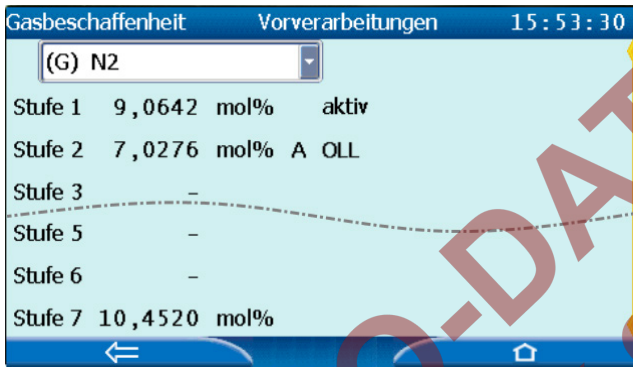 Gasbeschaffenheit Vorverarbeitungen 15:53:30
(G) N2
Stufe 1 9,0642 mol% aktiv
Stufe 2 7,0276 mol% A OLL
Stufe 3 –
Stufe 5 –
Stufe 6 –
Stufe 7 10,4520 mol%
O-DAT